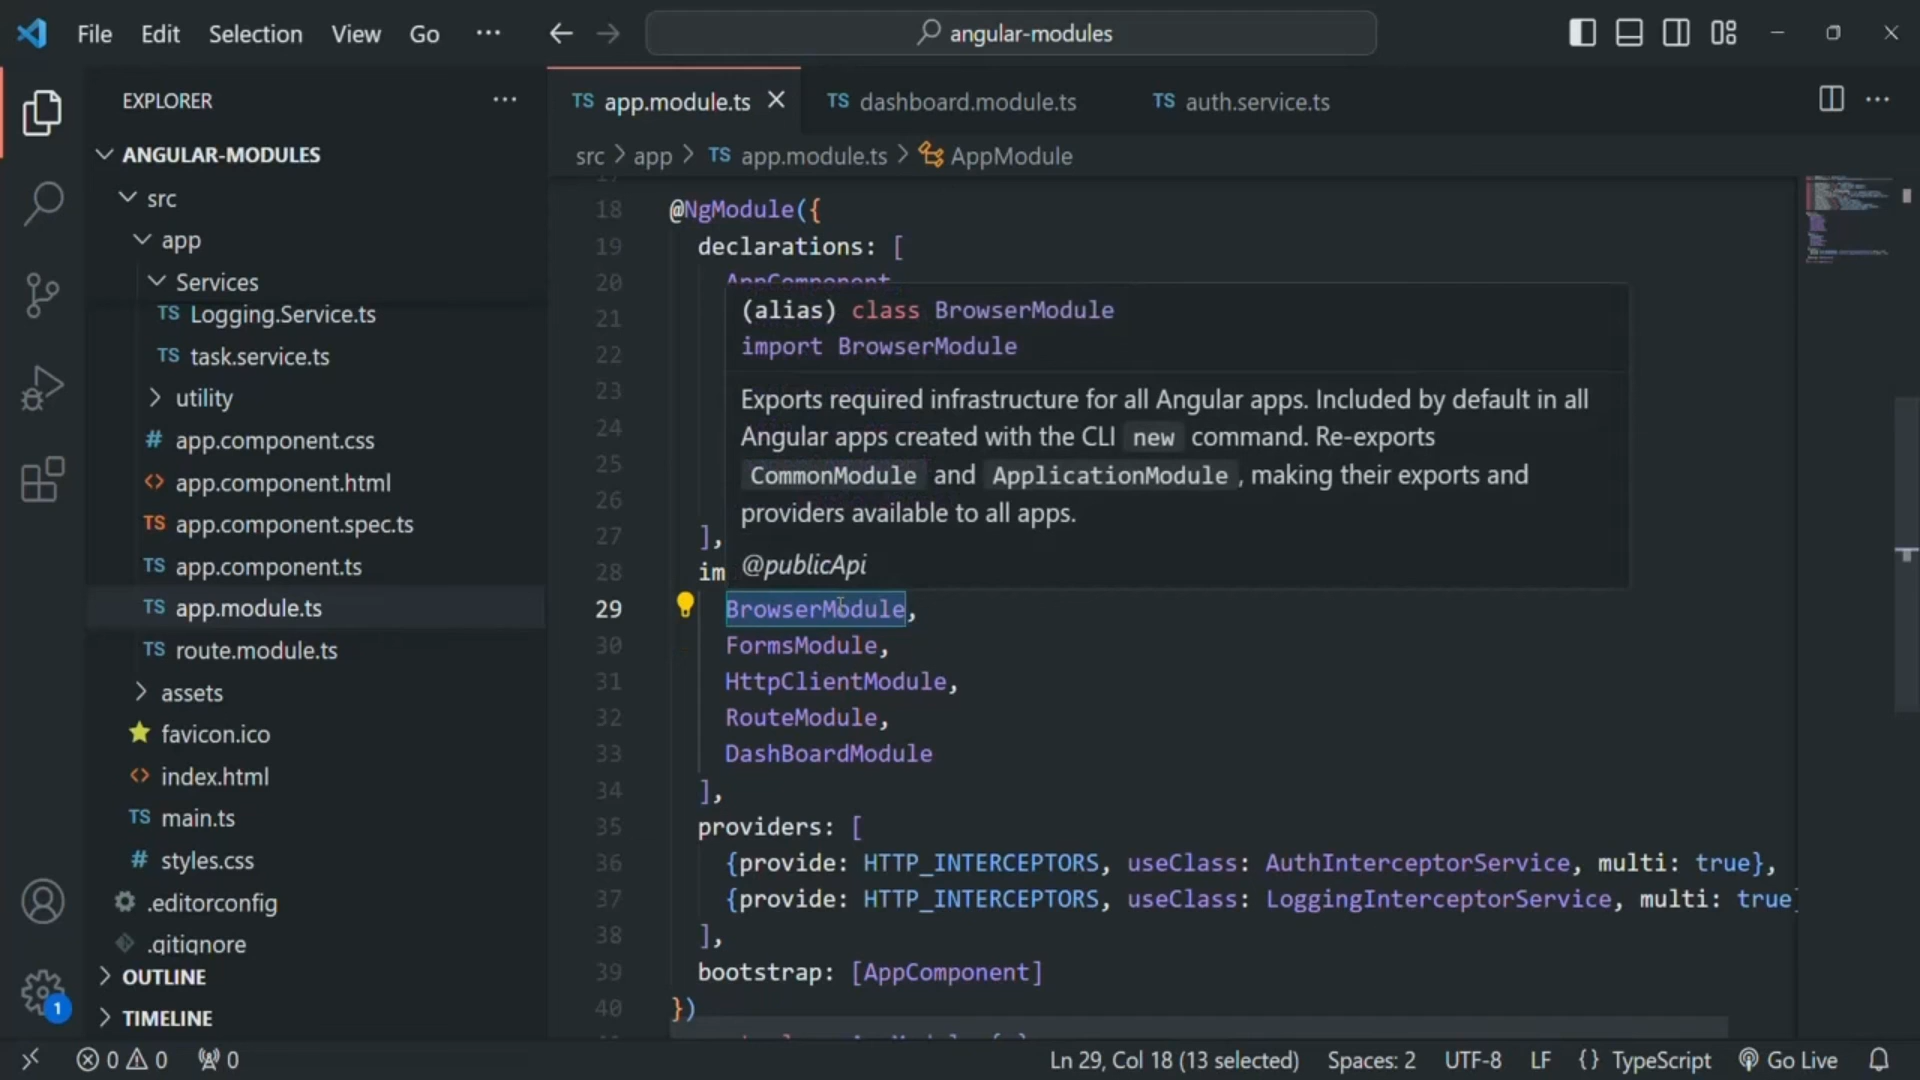 File Edit Selection View Go ··· angular-modules
EXPLORER ···
ANGULAR-MODULES
src
app
Services
TS Logging.Service.ts
TS task.service.ts
utility
# app.component.css
<> app.component.html
TS app.component.spec.ts
TS app.component.ts
TS app.module.ts
TS route.module.ts
assets
favicon.ico
<> index.html
TS main.ts
# styles.css
.editorconfig
.gitignore
OUTLINE
TIMELINE
1
TS app.module.ts TS dashboard.module.ts TS auth.service.ts ···
src > app > TS app.module.ts > AppModule
18 @NgModule({
19 declarations: [
20 AppComponent
21
22
23
24
25
26
27 ],
28 im
(alias) class BrowserModule
import BrowserModule
Exports required infrastructure for all Angular apps. Included by default in all
Angular apps created with the CLI new command. Re-exports
CommonModule and ApplicationModule, making their exports and
providers available to all apps.
@publicApi
29 BrowserModule,
30 FormsModule,
31 HttpClientModule,
32 RouteModule,
33 DashBoardModule
34 ],
35 providers: [
36 {provide: HTTP_INTERCEPTORS, useClass: AuthInterceptorService, multi: true},
37 {provide: HTTP_INTERCEPTORS, useClass: LoggingInterceptorService, multi: true
38 ],
39 bootstrap: [AppComponent]
40 })
0 0 0 Ln 29, Col 18 (13 selected) Spaces: 2 UTF-8 LF {} TypeScript Go Live